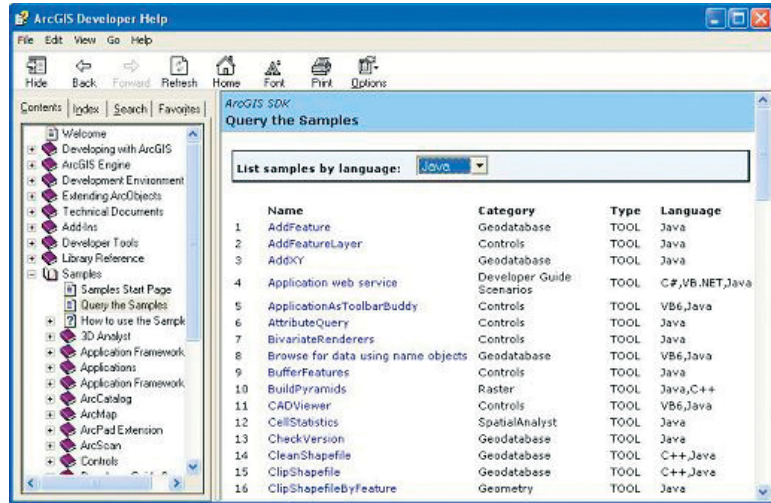 ArcGIS Developer Help
File Edit View Go Help
Hide Back Forward Refresh Home Font Print Options
Contents Index Search Favorites
Welcome
Developing with ArcGIS
ArcGIS Engine
Development Environment
Extending ArcObjects
Technical Documents
Add-Ins
Developer Tools
Library Reference
Samples
Samples Start Page
Query the Samples
How to use the Sampl
3D Analyst
Application Framework
Applications
Application Framework
ArcCatalog
ArcMap
ArcPad Extension
ArcScan
Controls
ArcGIS SDK
Query the Samples
List samples by language: Java
Name Category Type Language
1 AddFeature Geodatabase TOOL Java
2 AddFeatureLayer Controls TOOL Java
3 AddXY Geodatabase TOOL Java
4 Application web service Developer Guide Scenarios TOOL C#,VB.NET,Java
5 ApplicationAsToolbarBuddy Controls TOOL VB6,Java
6 AttributeQuery Controls TOOL Java
7 BivariateRenderers Controls TOOL Java
8 Browse for data using name objects Geodatabase TOOL VB6,Java
9 BufferFeatures Controls TOOL Java
10 BuildPyramids Raster TOOL Java,C++
11 CADViewer Controls TOOL VB6,Java
12 CellStatistics SpatialAnalyst TOOL Java
13 CheckVersion Geodatabase TOOL Java
14 CleanShapefile Geodatabase TOOL C++,Java
15 ClipShapefile Geodatabase TOOL C++,Java
16 ClipShapefileByFeature Geometry TOOL Java